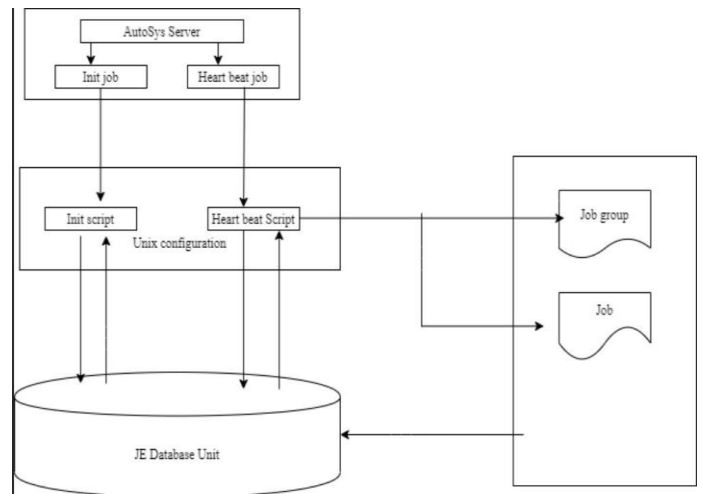 AutoSys Server
Init job
Heart beat job
Init script
Heart beat Script
Unix configuration
Job group
Job
JE Database Unit